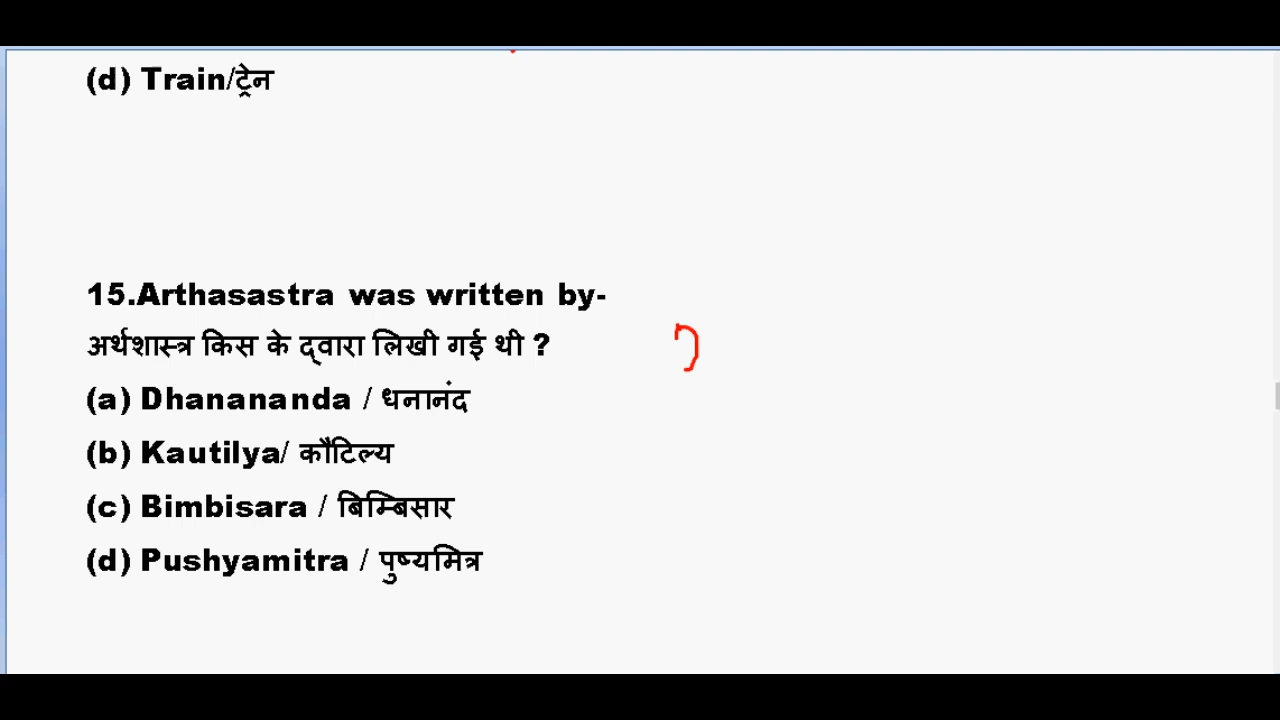 (d) Train/ट्रेन
15.Arthasastra was written by-
अर्थशास्त्र किस के द्वारा लिखी गई थी ?
(a) Dhanananda / धनानंद
(b) Kautilya/ कौटिल्य
(c) Bimbisara / बिम्बिसार
(d) Pushyamitra / पुष्यमित्र